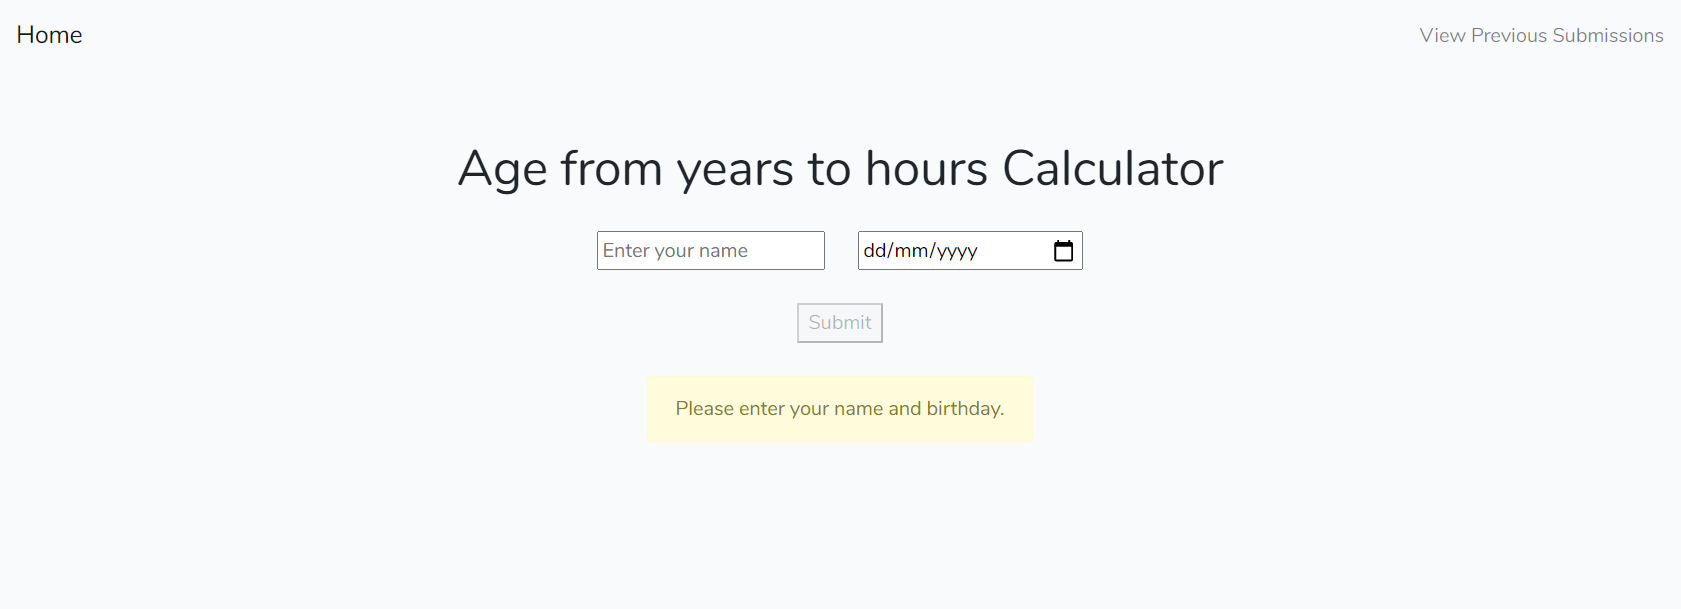 Home
View Previous Submissions
Age from years to hours Calculator
Enter your name
dd/mm/yyyy
Submit
Please enter your name and birthday.